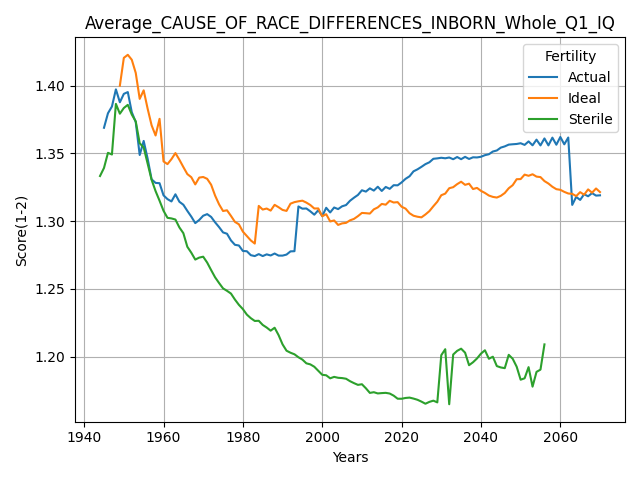 Average_CAUSE_OF_RACE_DIFFERENCES_INBORN_Whole_Q1_IQ
Fertility
Actual
Ideal
Sterile
Score(1-2)
1.40
1.35
1.30
1.25
1.20
1940
1960
1980
2000
2020
2040
2060
Years